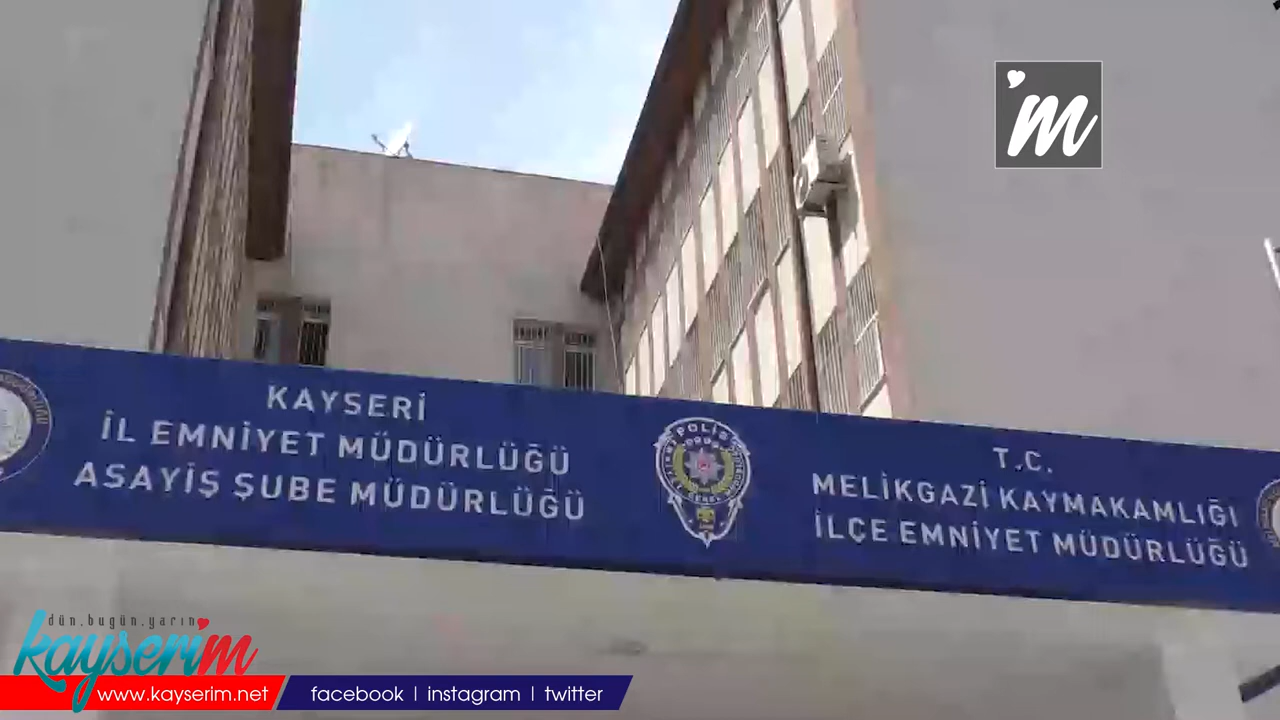 'm
KAYSERİ
İL EMNİYET MÜDÜRLÜĞÜ
ASAYİŞ ŞUBE MÜDÜRLÜĞÜ
POLİS
T.C.
MELİKGAZİ KAYMAKAMLIĞI
İLÇE EMNİYET MÜDÜRLÜĞÜ
dün.bugün.yarın
kayserim
www.kayserim.net
facebook | instagram | twitter